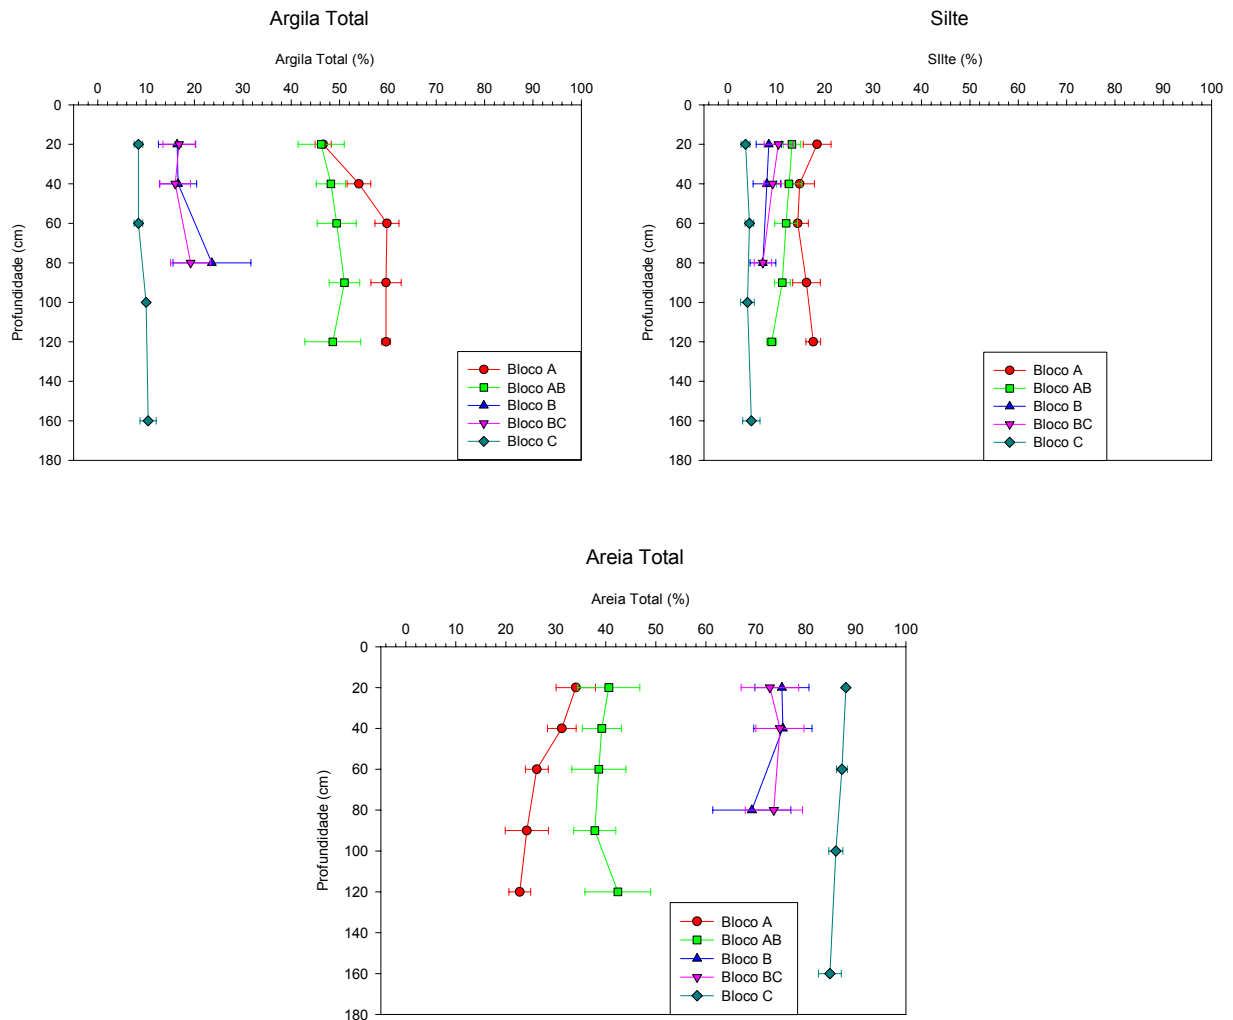 Argila Total
Argila Total (%)
0 10 20 30 40 50 60 70 80 90 100
Profundidade (cm)
0
20
40
60
80
100
120
140
160
180
Bloco A
Bloco AB
Bloco B
Bloco BC
Bloco C
Silte
SIlte (%)
0 10 20 30 40 50 60 70 80 90 100
Profundidade (cm)
0
20
40
60
80
100
120
140
160
180
Bloco A
Bloco AB
Bloco B
Bloco BC
Bloco C
Areia Total
Areia Total (%)
0 10 20 30 40 50 60 70 80 90 100
Profundidade (cm)
0
20
40
60
80
100
120
140
160
180
Bloco A
Bloco AB
Bloco B
Bloco BC
Bloco C